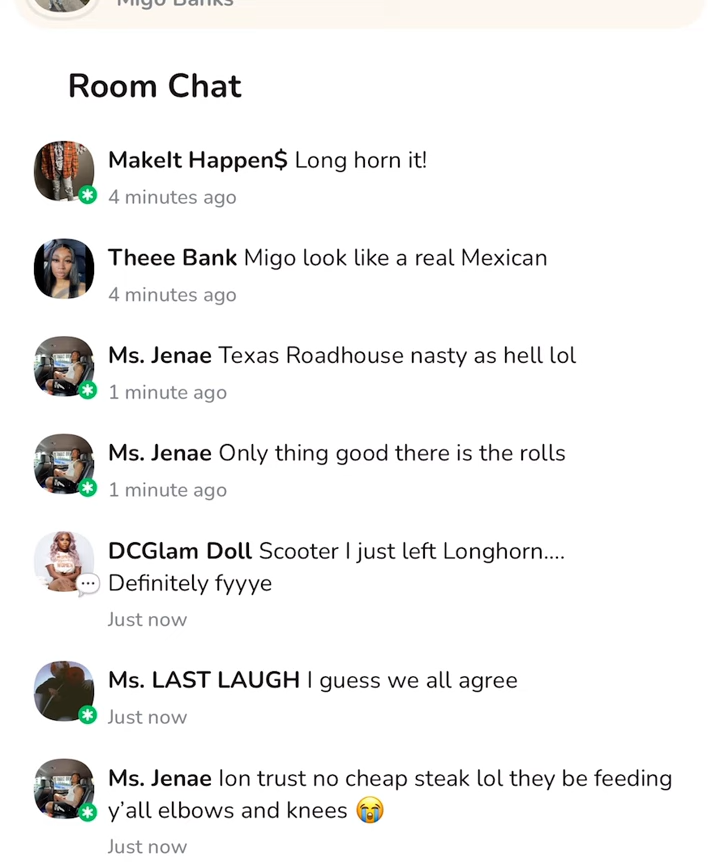 Migo Banks
Room Chat
MakeIt Happen$ Long horn it!
4 minutes ago
Theee Bank Migo look like a real Mexican
4 minutes ago
Ms. Jenae Texas Roadhouse nasty as hell lol
1 minute ago
Ms. Jenae Only thing good there is the rolls
1 minute ago
DCGlam Doll Scooter I just left Longhorn....
Definitely fyyye
Just now
Ms. LAST LAUGH I guess we all agree
Just now
Ms. Jenae Ion trust no cheap steak lol they be feeding
y'all elbows and knees 😭
Just now